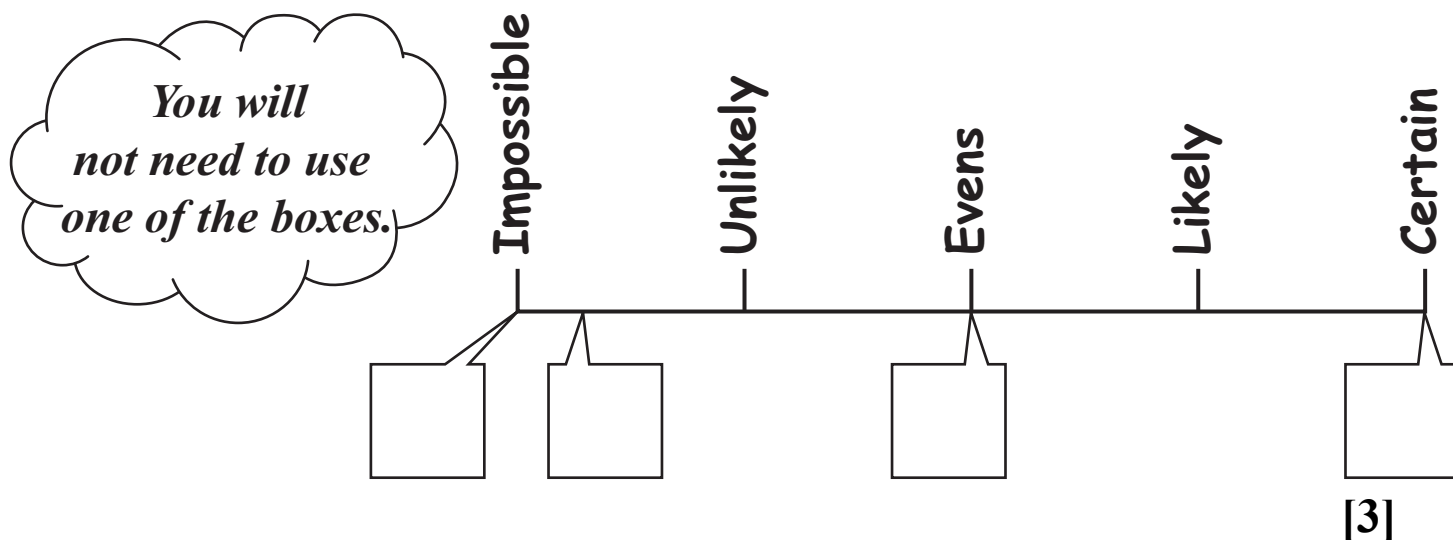 You will
not need to use
one of the boxes.
Impossible
Unlikely
Evens
Likely
Certain
[3]